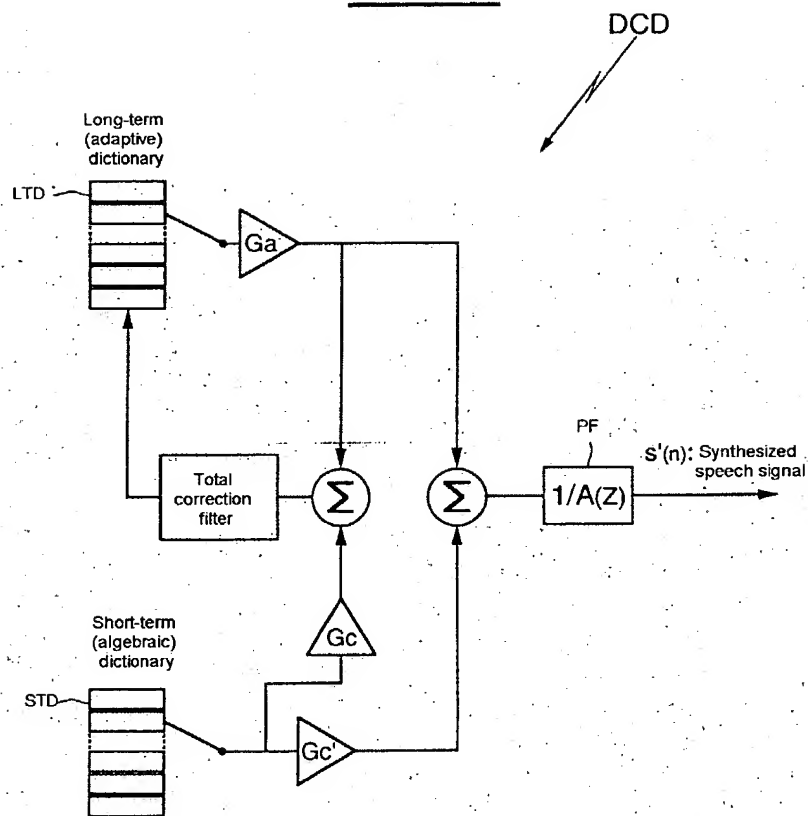 DCD
Long-term
(adaptive)
dictionary
LTD
Ga
PF
s'(n): Synthesized
speech signal
Total
correction
filter
Σ
Σ
1/A(Z)
Short-term
(algebraic)
dictionary
Gc
STD
Gc'